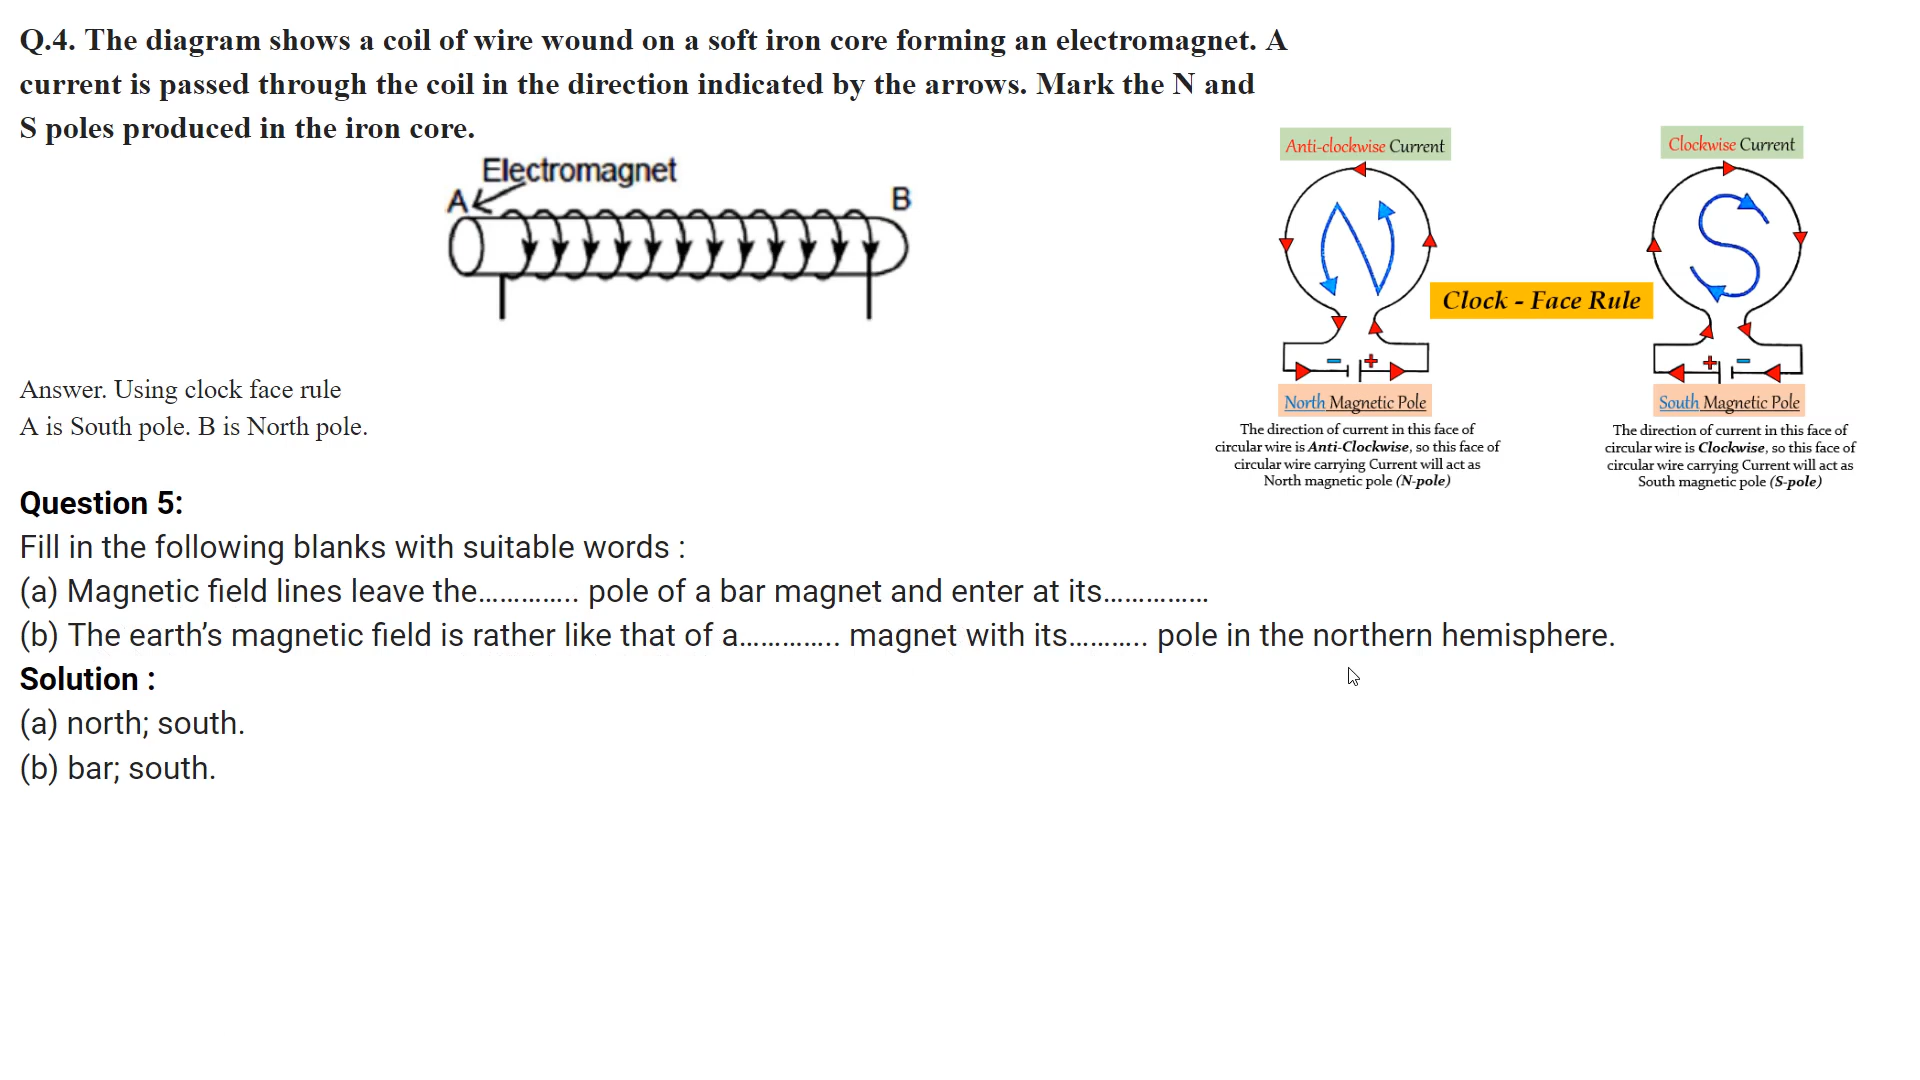 Q.4. The diagram shows a coil of wire wound on a soft iron core forming an electromagnet. A
current is passed through the coil in the direction indicated by the arrows. Mark the N and
S poles produced in the iron core.
Electromagnet
A
B
Anti-clockwise Current
Clockwise Current
N
S
Clock - Face Rule
− +
+ −
North Magnetic Pole
South Magnetic Pole
The direction of current in this face of
circular wire is Anti-Clockwise, so this face of
circular wire carrying Current will act as
North magnetic pole (N-pole)
The direction of current in this face of
circular wire is Clockwise, so this face of
circular wire carrying Current will act as
South magnetic pole (S-pole)
Answer. Using clock face rule
A is South pole. B is North pole.
Question 5:
Fill in the following blanks with suitable words :
(a) Magnetic field lines leave the………….. pole of a bar magnet and enter at its……………
(b) The earth’s magnetic field is rather like that of a………….. magnet with its……….. pole in the northern hemisphere.
Solution :
(a) north; south.
(b) bar; south.